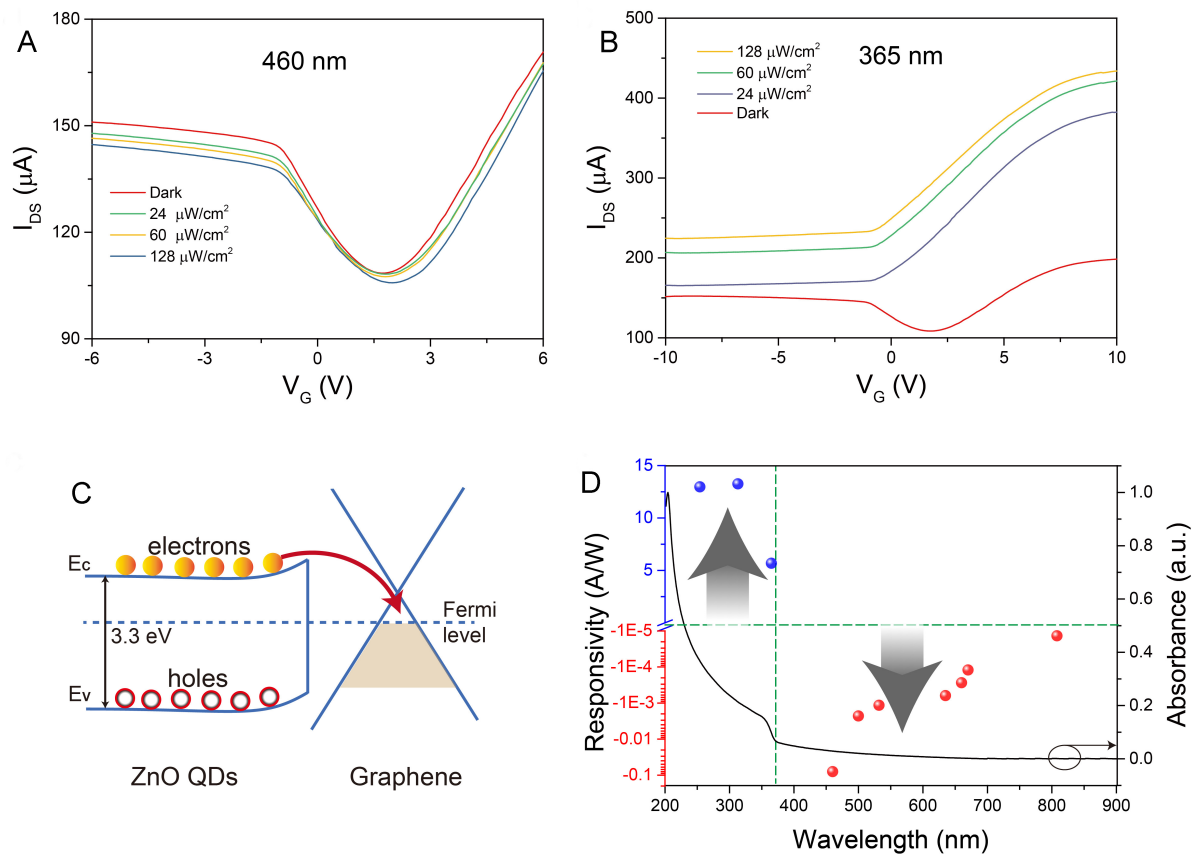 A
460 nm
180
150
120
90
I_DS (μA)
Dark
24 μW/cm²
60 μW/cm²
128 μW/cm²
-6
-3
0
3
6
V_G (V)
B
365 nm
500
400
300
200
100
I_DS (μA)
128 μW/cm²
60 μW/cm²
24 μW/cm²
Dark
-10
-5
0
5
10
V_G (V)
C
electrons
Ec
3.3 eV
Fermi
level
holes
Ev
ZnO QDs
Graphene
D
15
10
5
-1E-5
-1E-4
-1E-3
-0.01
-0.1
Responsivity (A/W)
1.0
0.8
0.6
0.4
0.2
0.0
Absorbance (a.u.)
200
300
400
500
600
700
800
900
Wavelength (nm)